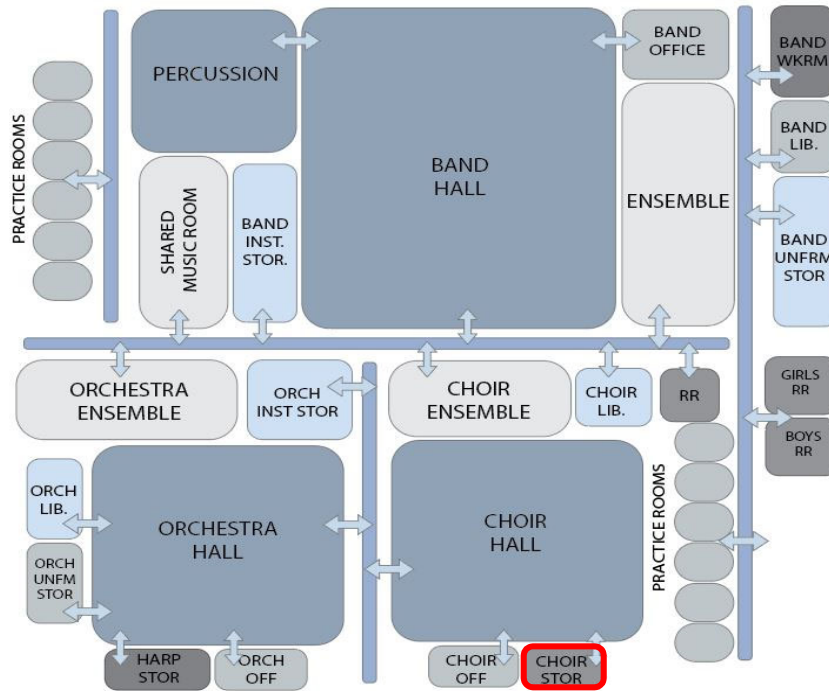 PERCUSSION
BAND
HALL
BAND
OFFICE
BAND
WKRM
PRACTICE ROOMS
BAND
LIB.
SHARED
MUSIC ROOM
BAND
INST.
STOR.
ENSEMBLE
BAND
UNFRM
STOR
ORCHESTRA
ENSEMBLE
ORCH
INST STOR
CHOIR
ENSEMBLE
CHOIR
LIB.
RR
GIRLS
RR
BOYS
RR
ORCH
LIB.
ORCHESTRA
HALL
CHOIR
HALL
PRACTICE ROOMS
ORCH
UNFM
STOR
HARP
STOR
ORCH
OFF
CHOIR
OFF
CHOIR
STOR